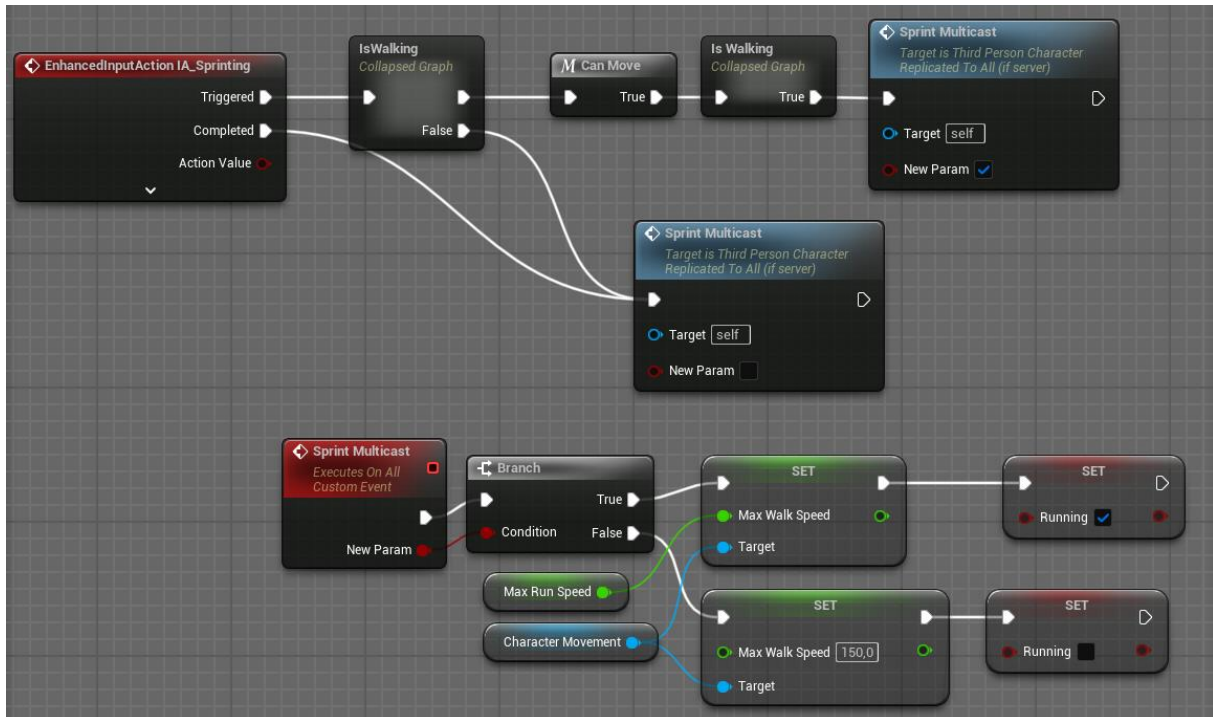 EnhancedInputAction IA_Sprinting
Triggered
Completed
Action Value
IsWalking
Collapsed Graph
False
M Can Move
True
Is Walking
Collapsed Graph
True
Sprint Multicast
Target is Third Person Character
Replicated To All (if server)
Target self
New Param
Sprint Multicast
Target is Third Person Character
Replicated To All (if server)
Target self
New Param
Sprint Multicast
Executes On All
Custom Event
New Param
Branch
True
Condition False
Max Run Speed
Character Movement
SET
Max Walk Speed
Target
SET
Running
SET
Max Walk Speed 150,0
Target
SET
Running